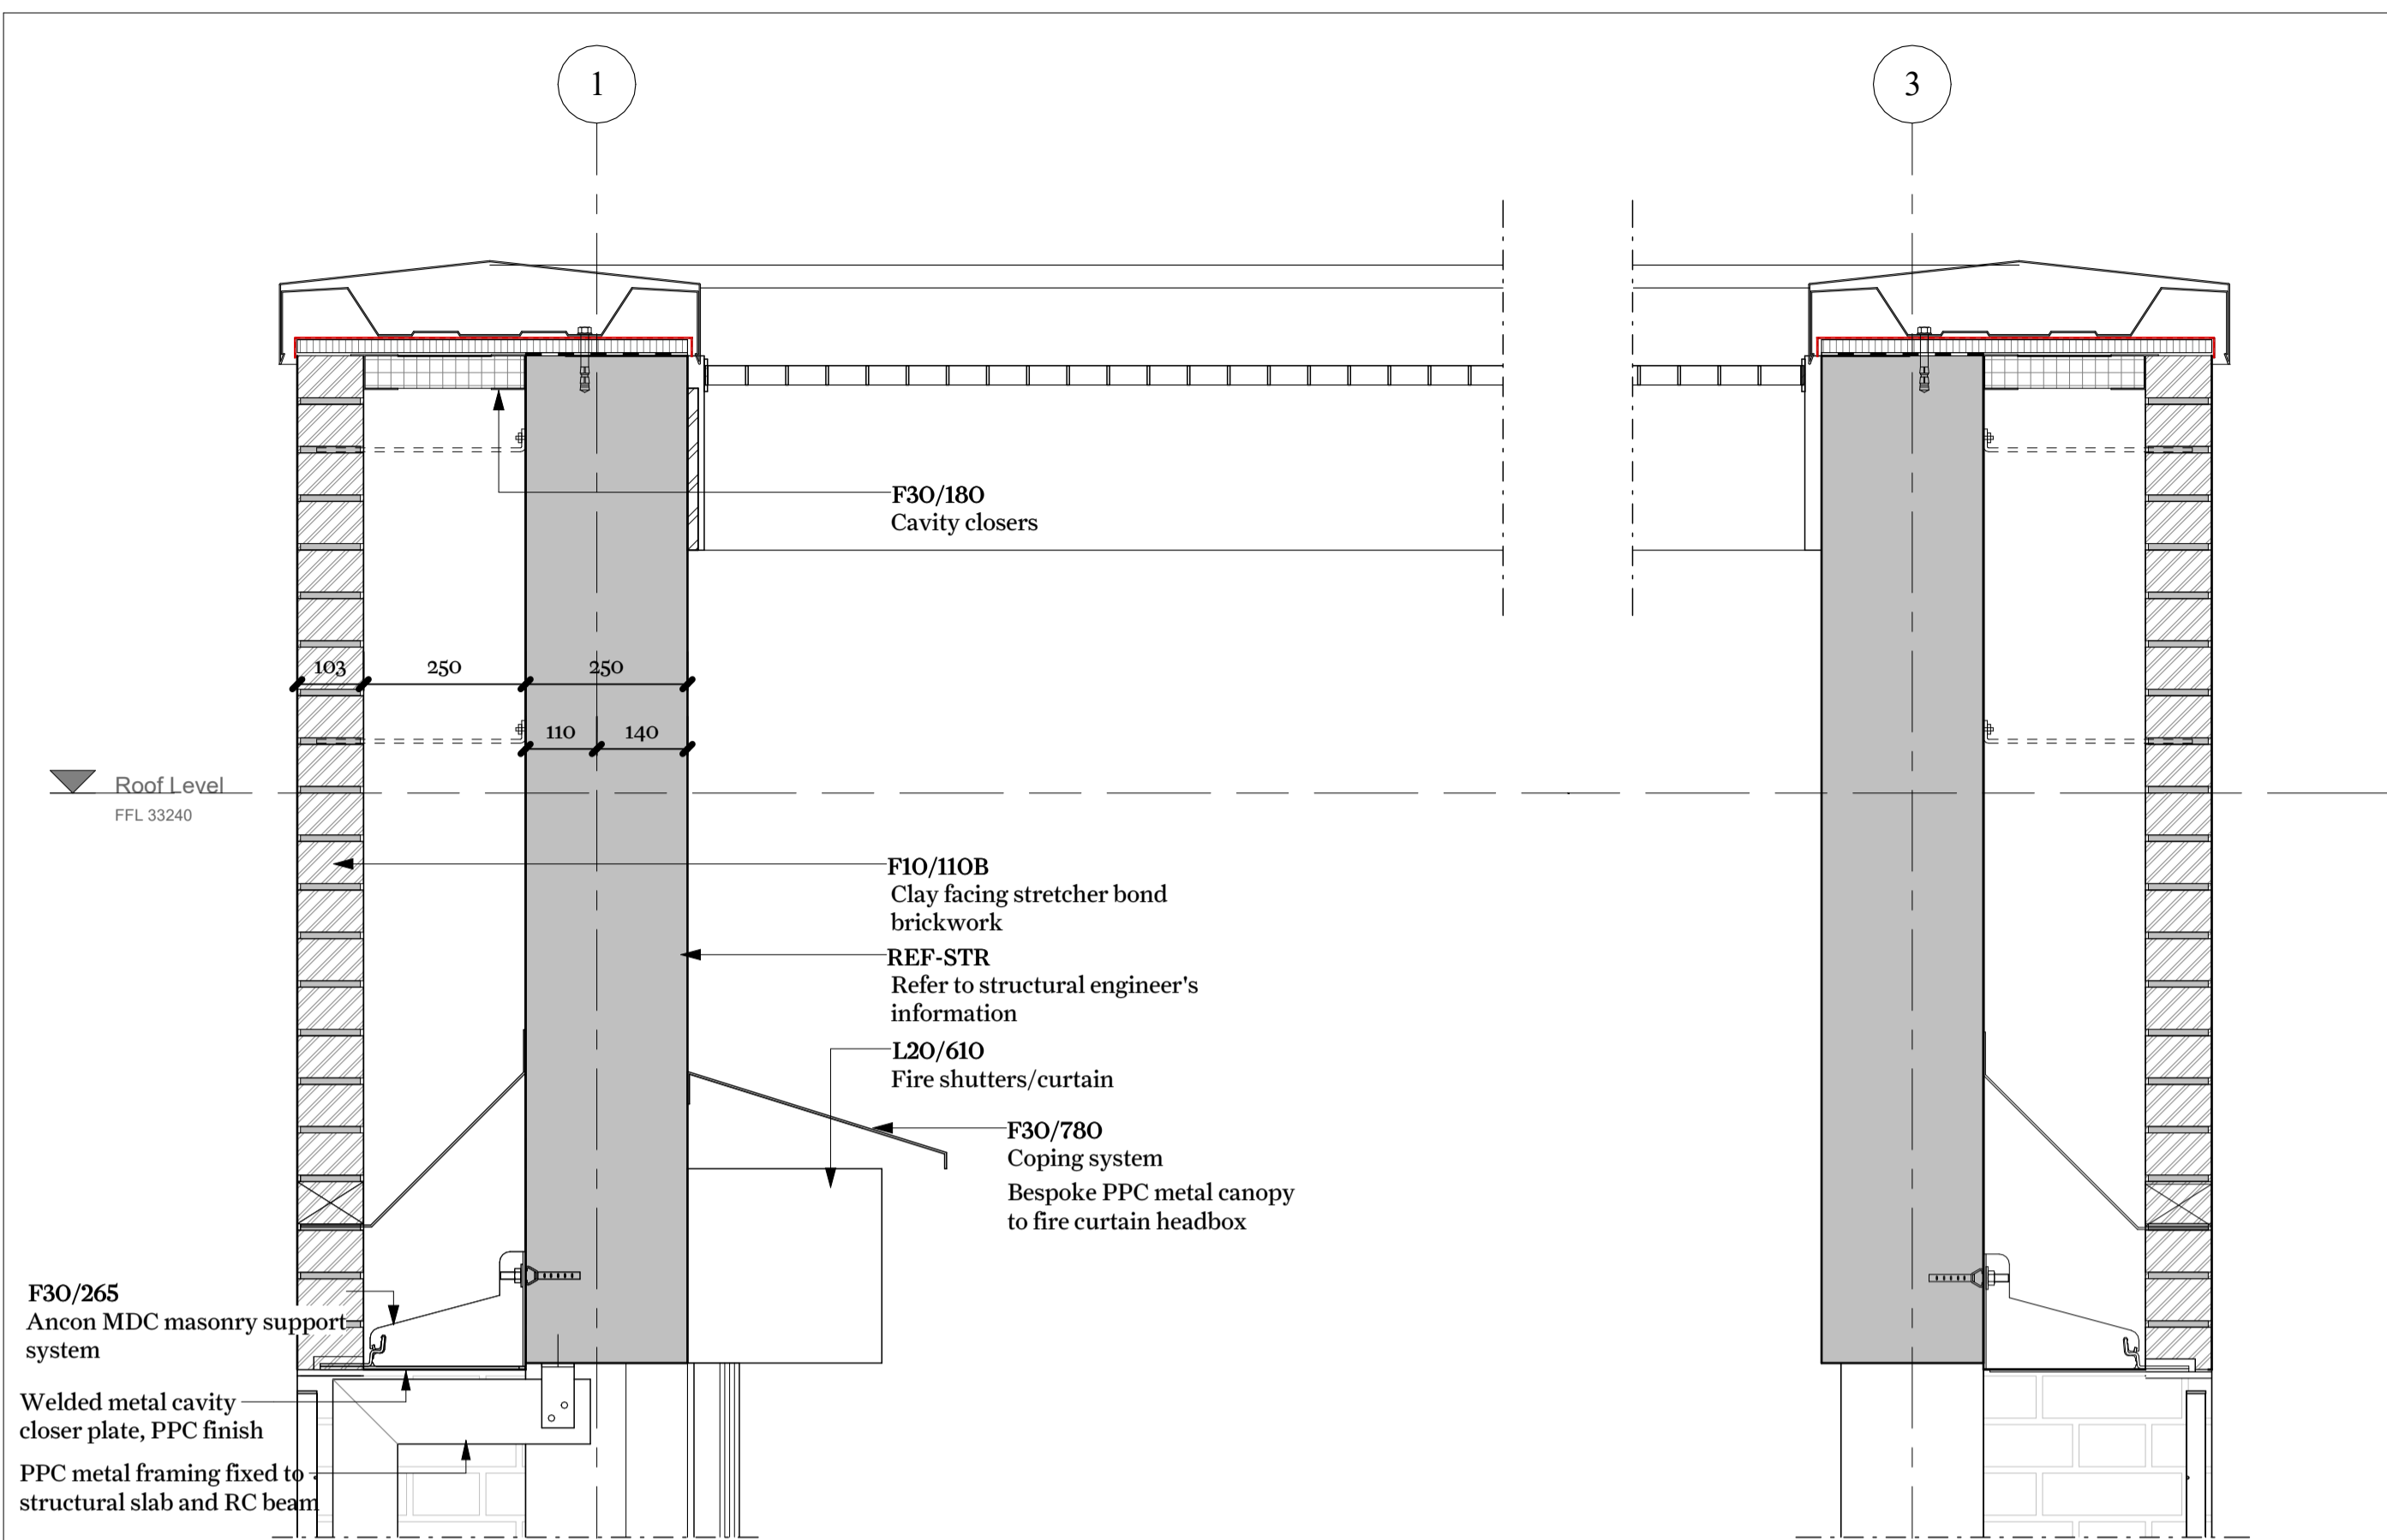 1
3
F30/180
Cavity closers
103
250
250
110
140
Roof Level
FFL 33240
F10/110B
Clay facing stretcher bond
brickwork
REF-STR
Refer to structural engineer's
information
L20/610
Fire shutters/curtain
F30/780
Coping system
Bespoke PPC metal canopy
to fire curtain headbox
F30/265
Ancon MDC masonry support
system
Welded metal cavity
closer plate, PPC finish
PPC metal framing fixed to
structural slab and RC beam